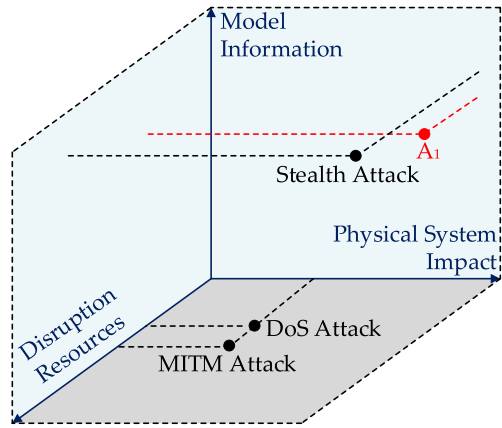 Model
Information
A1
Stealth Attack
Physical System
Impact
Disruption
Resources
DoS Attack
MITM Attack